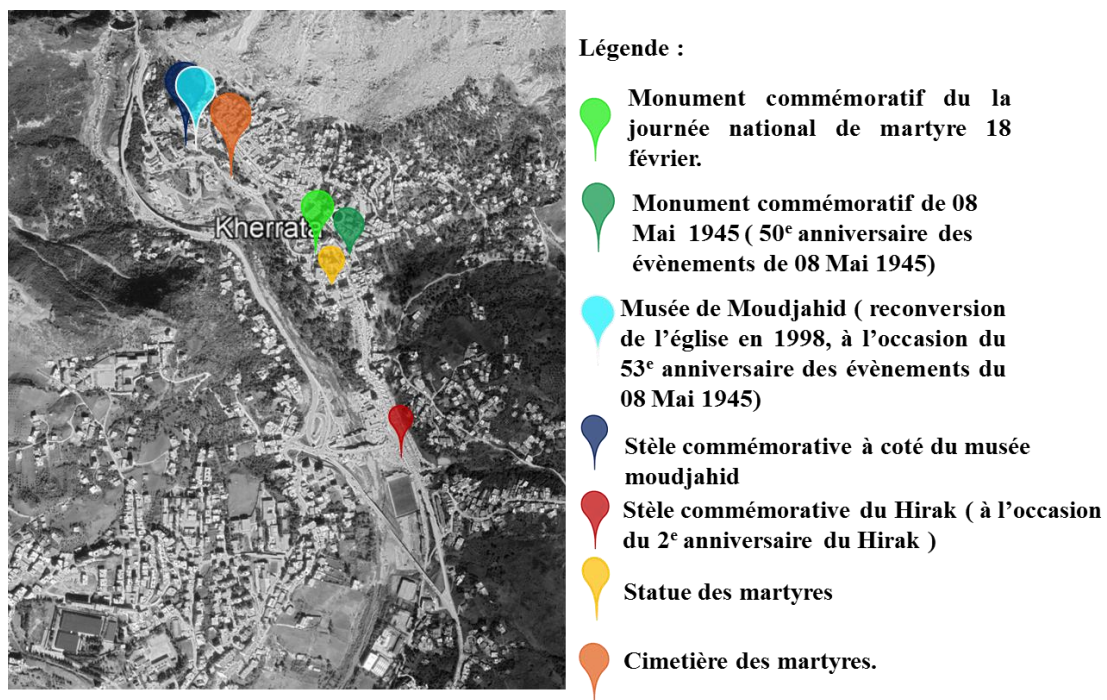 Kherrata
Légende :
Monument commémoratif du la
journée national de martyre 18
février.
Monument commémoratif de 08
Mai 1945 ( 50e anniversaire des
évènements de 08 Mai 1945)
Musée de Moudjahid ( reconversion
de l’église en 1998, à l’occasion du
53e anniversaire des évènements du
08 Mai 1945)
Stèle commémorative à coté du musée
moudjahid
Stèle commémorative du Hirak ( à l’occasion
du 2e anniversaire du Hirak )
Statue des martyres
Cimetière des martyres.